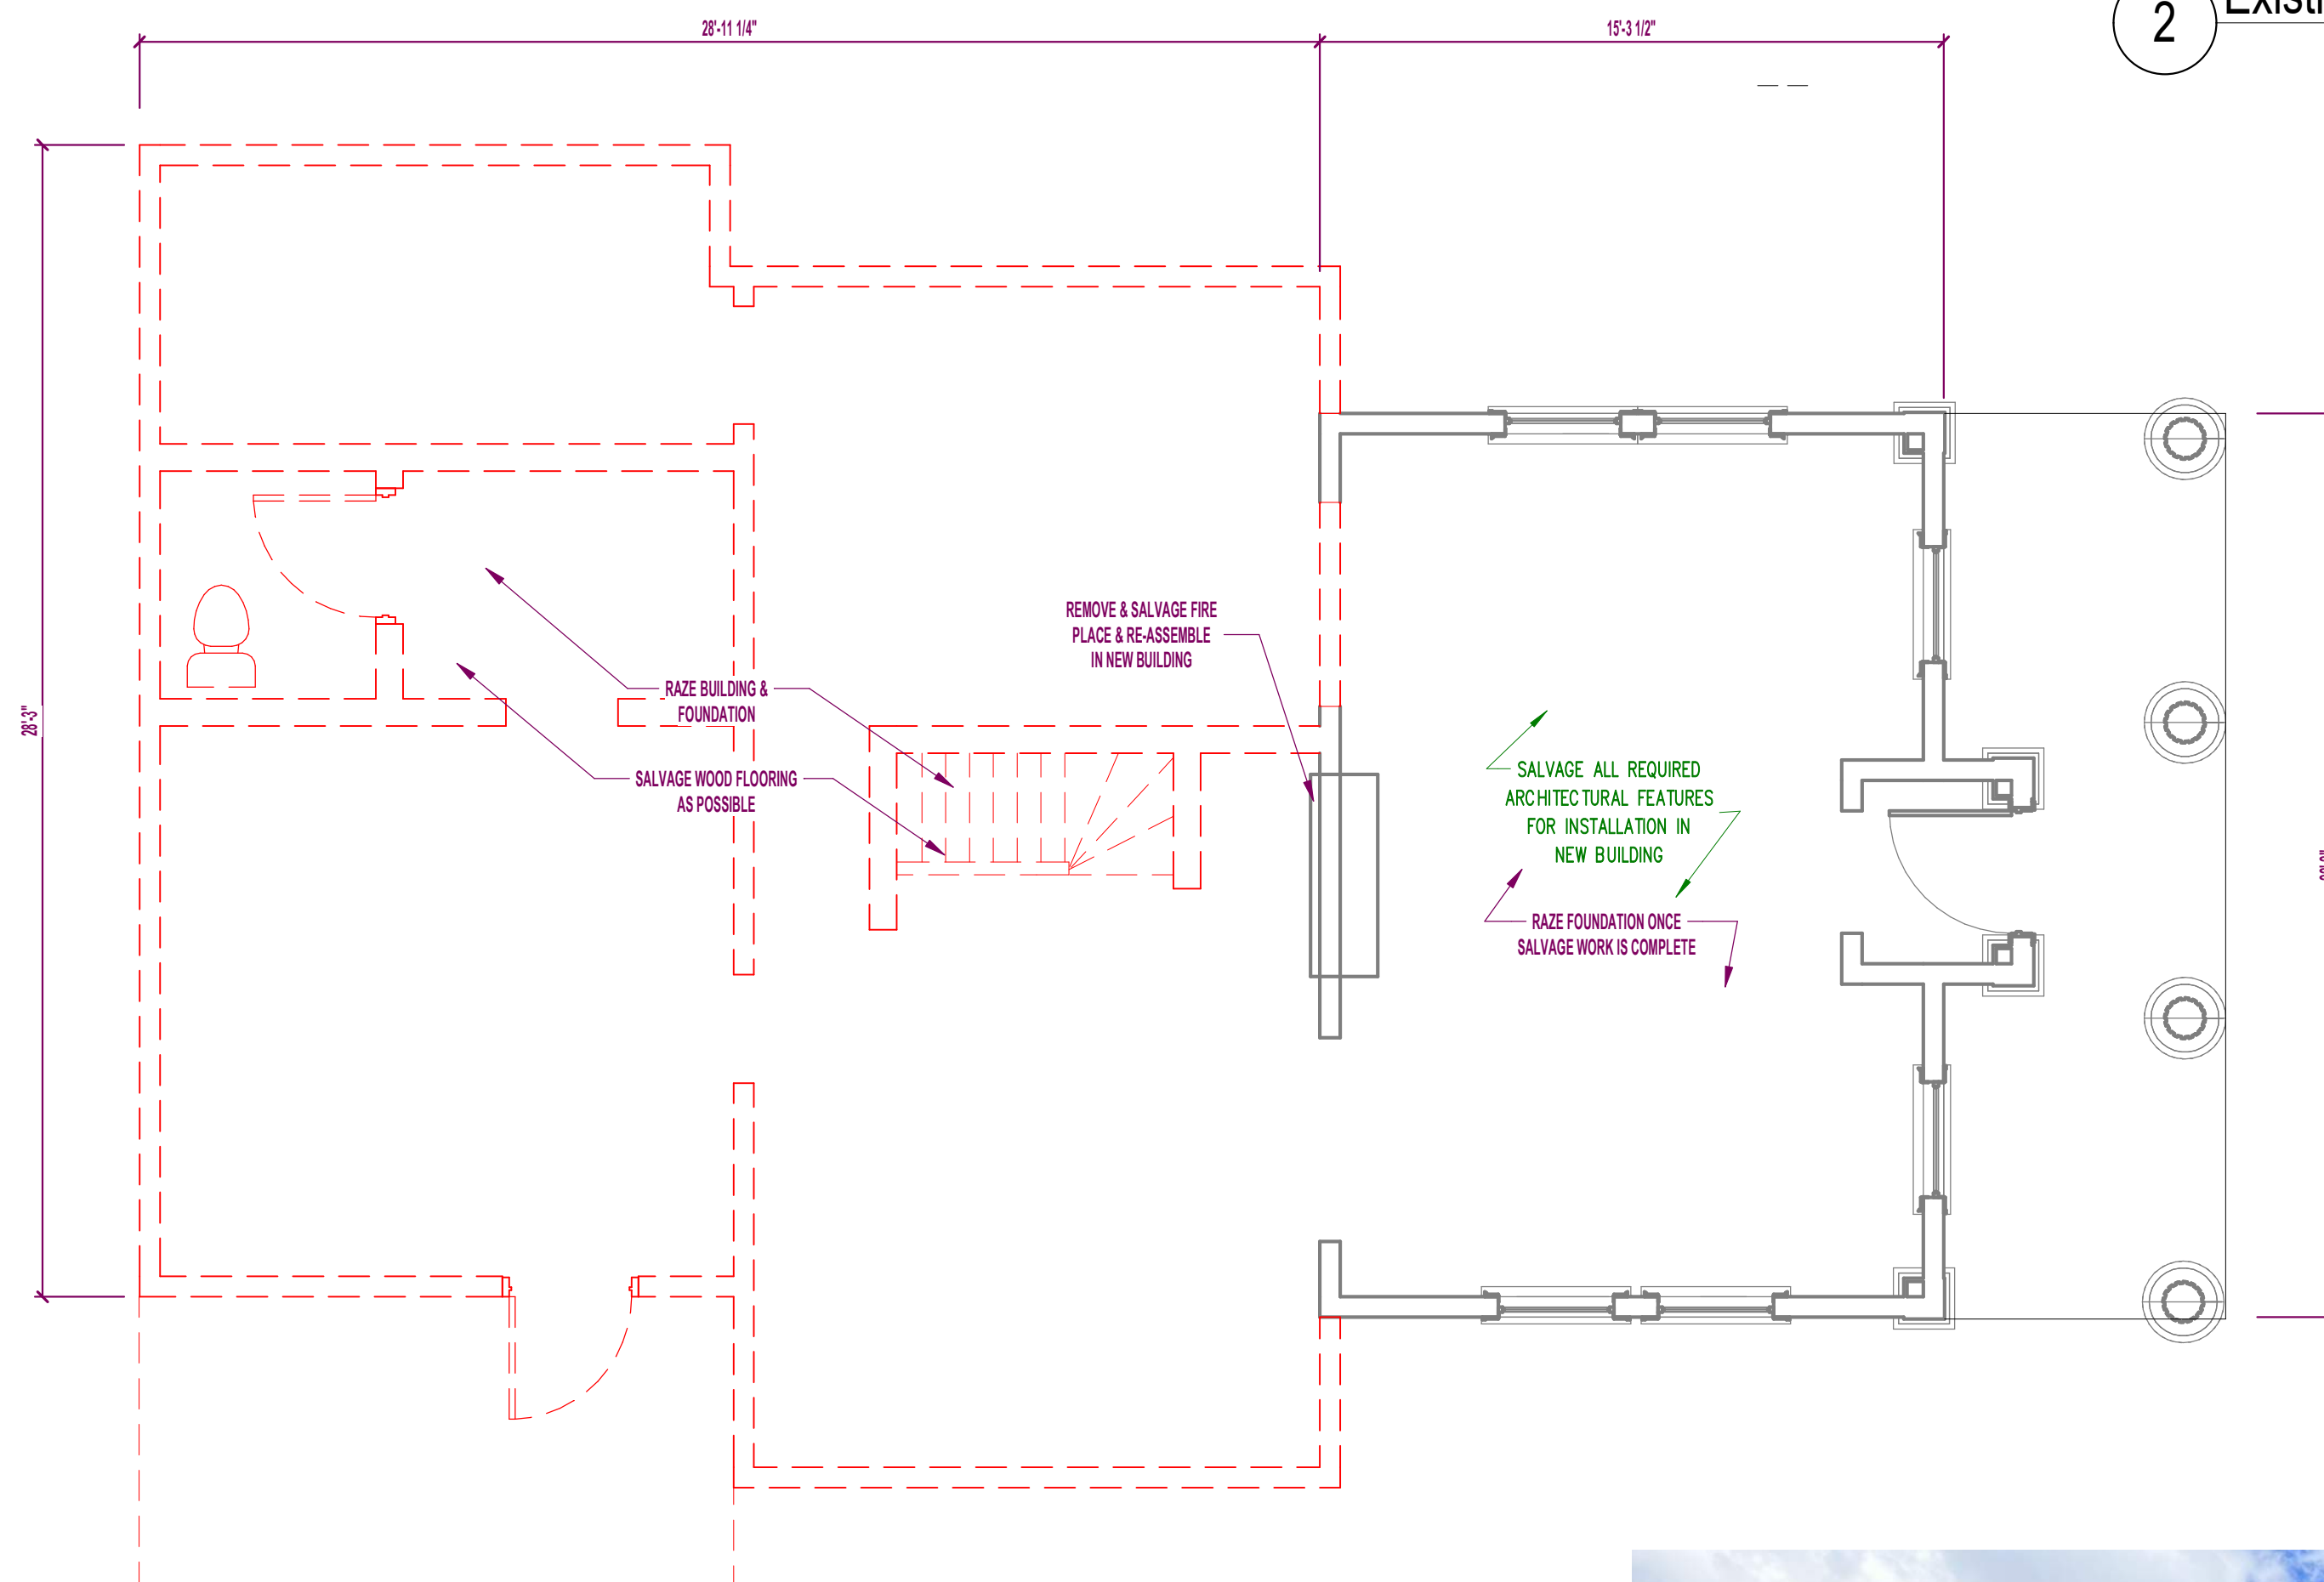 28'-11 1/4"
15'-3 1/2"
2
28'-3"
REMOVE & SALVAGE FIRE
PLACE & RE-ASSEMBLE
IN NEW BUILDING
RAZE BUILDING &
FOUNDATION
SALVAGE WOOD FLOORING
AS POSSIBLE
SALVAGE ALL REQUIRED
ARCHITECTURAL FEATURES
FOR INSTALLATION IN
NEW BUILDING
RAZE FOUNDATION ONCE
SALVAGE WORK IS COMPLETE